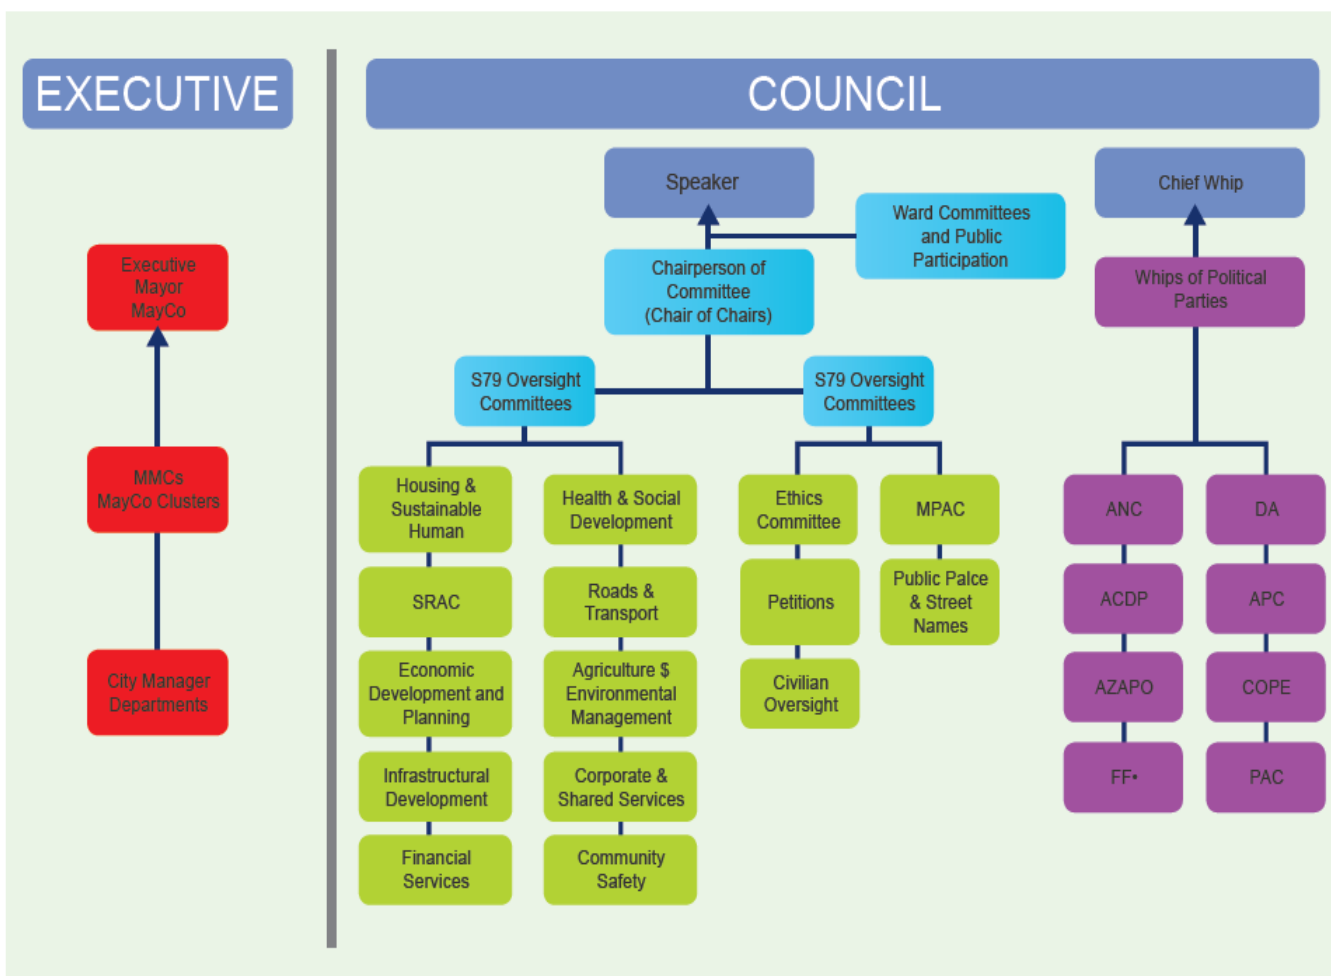 EXECUTIVE
COUNCIL
Speaker
Chief Whip
Ward Committees
and Public
Participation
Executive
Mayor
MayCo
Chairperson of
Committee
(Chair of Chairs)
Whips of Political
Parties
S79 Oversight
Committees
S79 Oversight
Committees
MMCs
MayCo Clusters
City Manager
Departments
Housing &
Sustainable
Human
SRAC
Economic
Development and
Planning
Infrastructural
Development
Financial
Services
Health & Social
Development
Roads &
Transport
Agriculture $
Environmental
Management
Corporate &
Shared Services
Community
Safety
Ethics
Committee
Petitions
Civilian
Oversight
MPAC
Public Palce
& Street
Names
ANC
ACDP
AZAPO
FF•
DA
APC
COPE
PAC